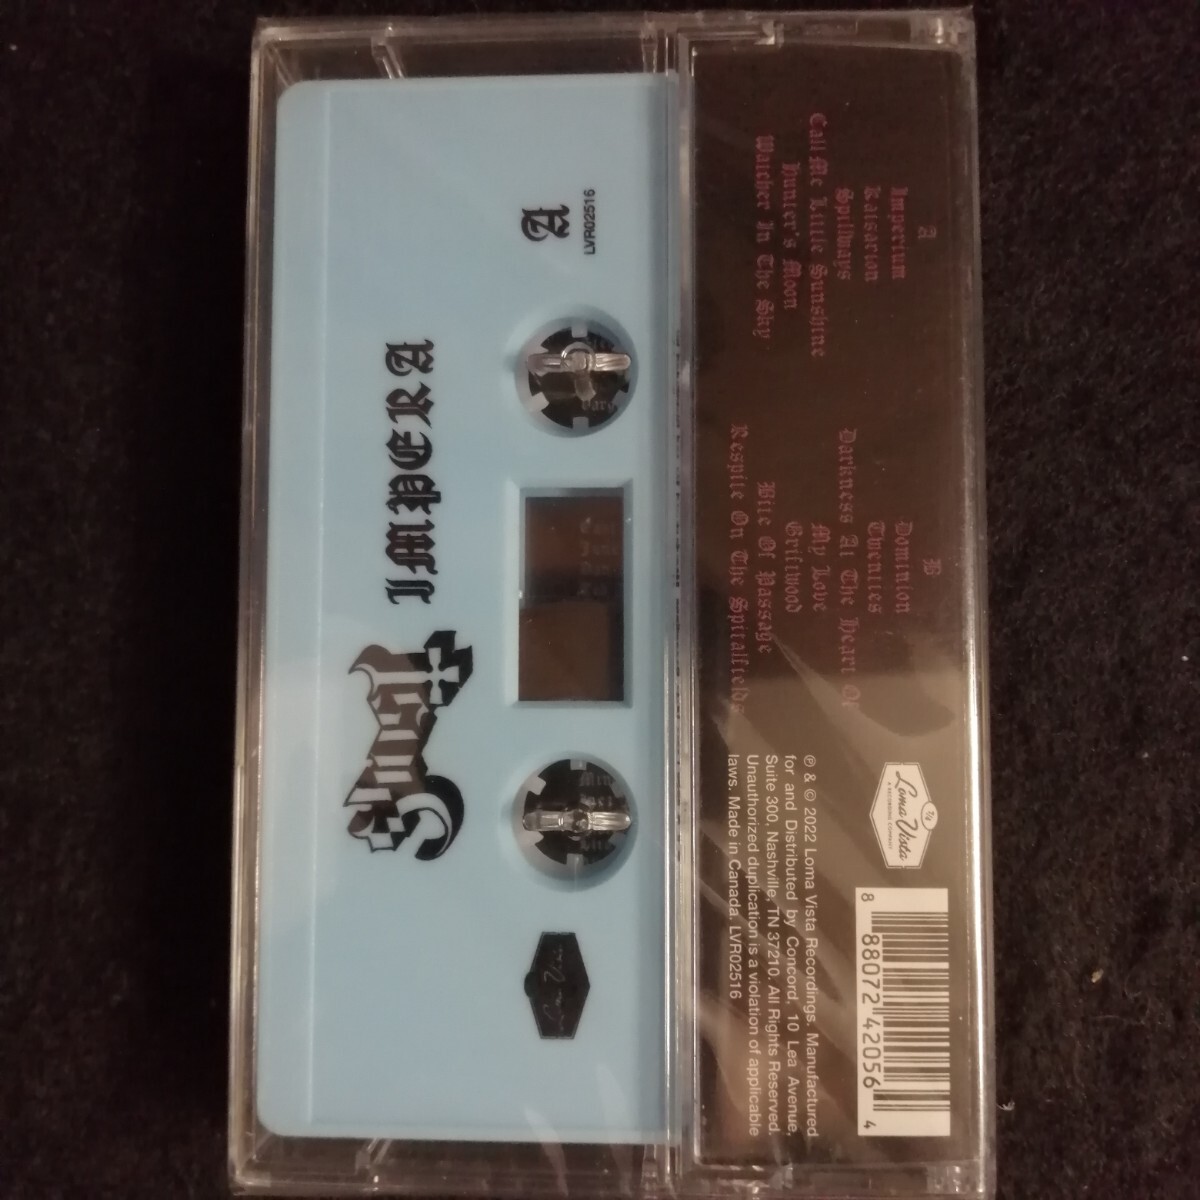 A
Imperium
Kaisarion
Spillways
Call Me Little Sunshine
Hunter's Moon
Watcher In The Sky
B
Dominion
Twenties
Darkness At The Heart Of
My Love
Griftwood
Bite Of Passage
Respite On The Spitalfields
Loma Vista
A RECORDING COMPANY
℗ & © 2022 Loma Vista Recordings. Manufactured
for and Distributed by Concord, 10 Lea Avenue,
Suite 300, Nashville, TN 37210. All Rights Reserved.
Unauthorized duplication is a violation of applicable
laws. Made in Canada. LVR02516
8 88072 42056 4
A
LVR02516
Ghost
IMPERA